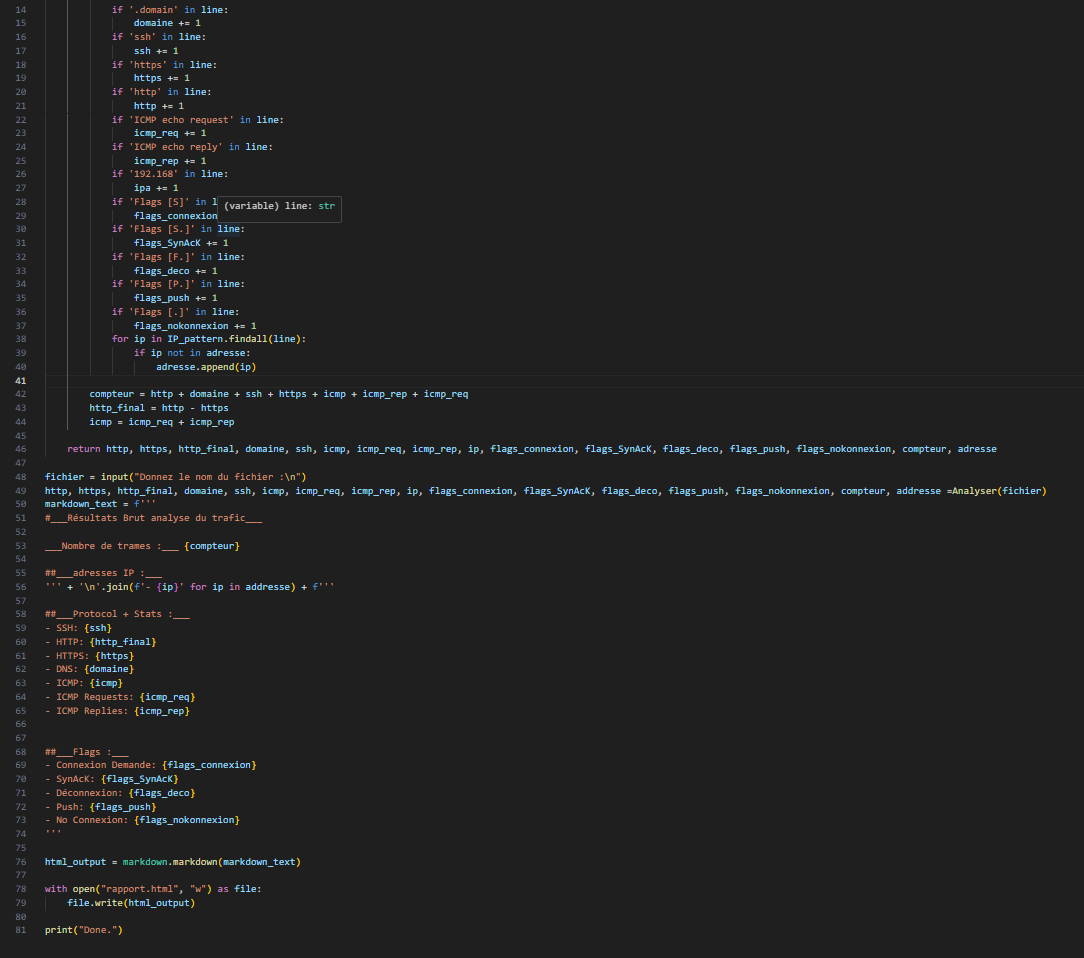 14 if '.domain' in line:
15 domaine += 1
16 if 'ssh' in line:
17 ssh += 1
18 if 'https' in line:
19 https += 1
20 if 'http' in line:
21 http += 1
22 if 'ICMP echo request' in line:
23 icmp_req += 1
24 if 'ICMP echo reply' in line:
25 icmp_rep += 1
26 if '192.168' in line:
27 ipa += 1
28 if 'Flags [S]' in l
(variable) line: str
29 flags_connexion
30 if 'Flags [S.]' in line:
31 flags_SynAcK += 1
32 if 'Flags [F.]' in line:
33 flags_deco += 1
34 if 'Flags [P.]' in line:
35 flags_push += 1
36 if 'Flags [.]' in line:
37 flags_nokonnexion += 1
38 for ip in IP_pattern.findall(line):
39 if ip not in adresse:
40 adresse.append(ip)
41
42 compteur = http + domaine + ssh + https + icmp + icmp_rep + icmp_req
43 http_final = http - https
44 icmp = icmp_req + icmp_rep
45
46 return http, https, http_final, domaine, ssh, icmp, icmp_req, icmp_rep, ip, flags_connexion, flags_SynAcK, flags_deco, flags_push, flags_nokonnexion, compteur, adresse
47
48 fichier = input("Donnez le nom du fichier :\n")
49 http, https, http_final, domaine, ssh, icmp, icmp_req, icmp_rep, ip, flags_connexion, flags_SynAcK, flags_deco, flags_push, flags_nokonnexion, compteur, addresse =Analyser(fichier)
50 markdown_text = f'''
51 #___Résultats Brut analyse du trafic___
52
53 ___Nombre de trames :___ {compteur}
54
55 ##___adresses IP :___
56 ''' + '\n'.join(f'- {ip}' for ip in addresse) + f'''
57
58 ##___Protocol + Stats :___
59 - SSH: {ssh}
60 - HTTP: {http_final}
61 - HTTPS: {https}
62 - DNS: {domaine}
63 - ICMP: {icmp}
64 - ICMP Requests: {icmp_req}
65 - ICMP Replies: {icmp_rep}
66
67
68 ##___Flags :___
69 - Connexion Demande: {flags_connexion}
70 - SynAcK: {flags_SynAcK}
71 - Déconnexion: {flags_deco}
72 - Push: {flags_push}
73 - No Connexion: {flags_nokonnexion}
74 '''
75
76 html_output = markdown.markdown(markdown_text)
77
78 with open("rapport.html", "w") as file:
79 file.write(html_output)
80
81 print("Done.")